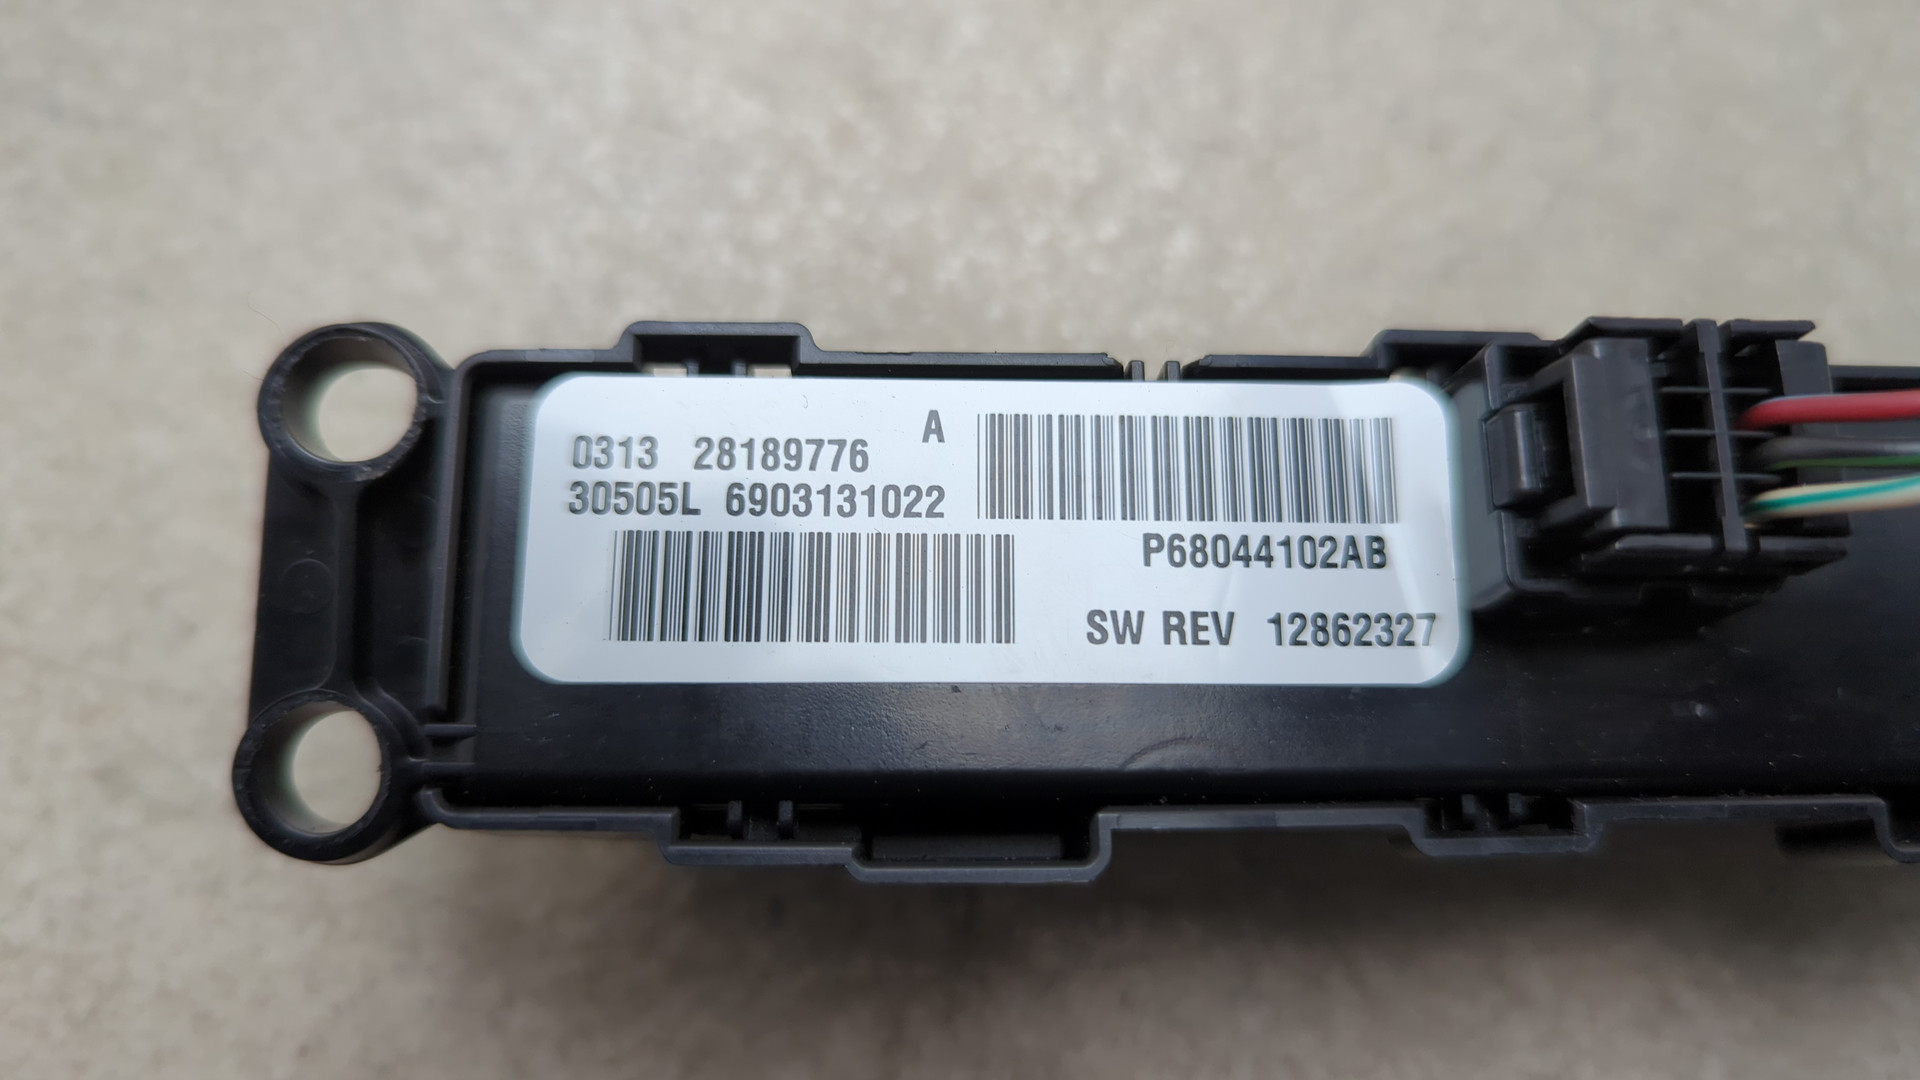 0313 28189776 A
30505L 6903131022
P68044102AB
SW REV 12862327